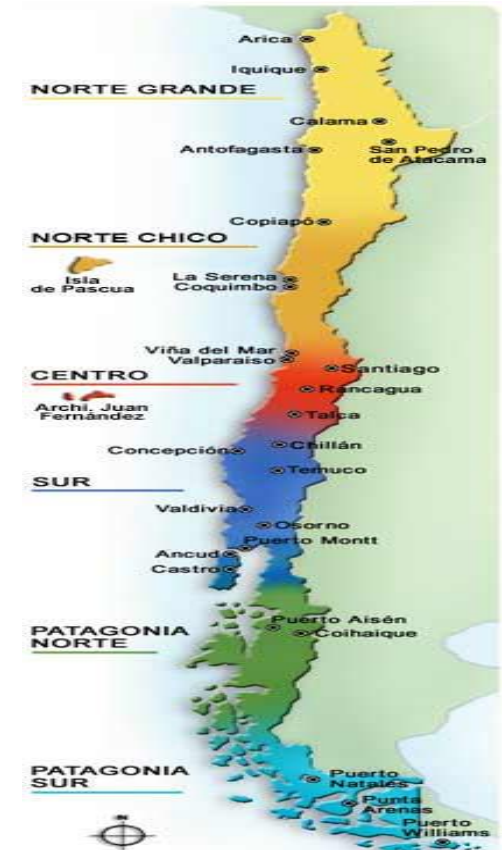 Arica
Iquique
NORTE GRANDE
Calama
Antofagasta
San Pedro
de Atacama
Copiapó
NORTE CHICO
Isla
de Pascua
La Serena
Coquimbo
Viña del Mar
Valparaiso
Santiago
CENTRO
Rancagua
Archi. Juan
Fernández
Talca
Chillán
Concepción
Temuco
SUR
Valdivia
Osorno
Puerto Montt
Ancud
Castro
Puerto Aisén
Coihaique
PATAGONIA
NORTE
PATAGONIA
SUR
Puerto
Natales
Punta
Arenas
Puerto
Williams
N